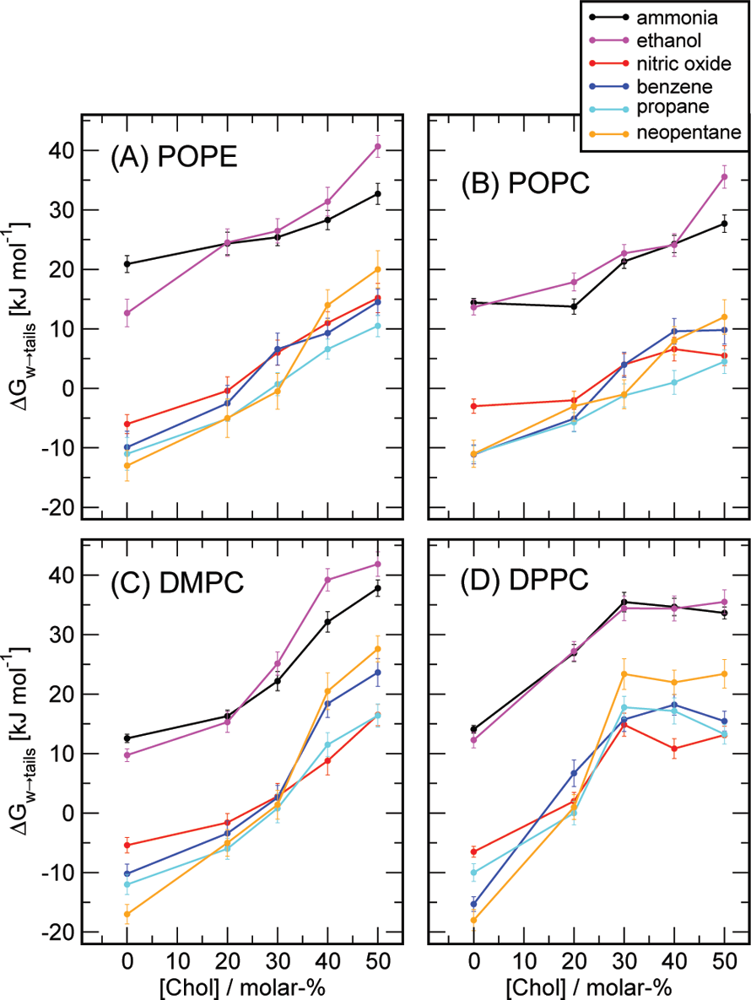 ammonia
ethanol
nitric oxide
benzene
propane
neopentane
(A) POPE
(B) POPC
40
30
20
10
0
-10
-20
ΔGw→tails [kJ mol-1]
(C) DMPC
(D) DPPC
40
30
20
10
0
-10
-20
ΔGw→tails [kJ mol-1]
0 10 20 30 40 50 0 10 20 30 40 50
[Chol] / molar-% [Chol] / molar-%